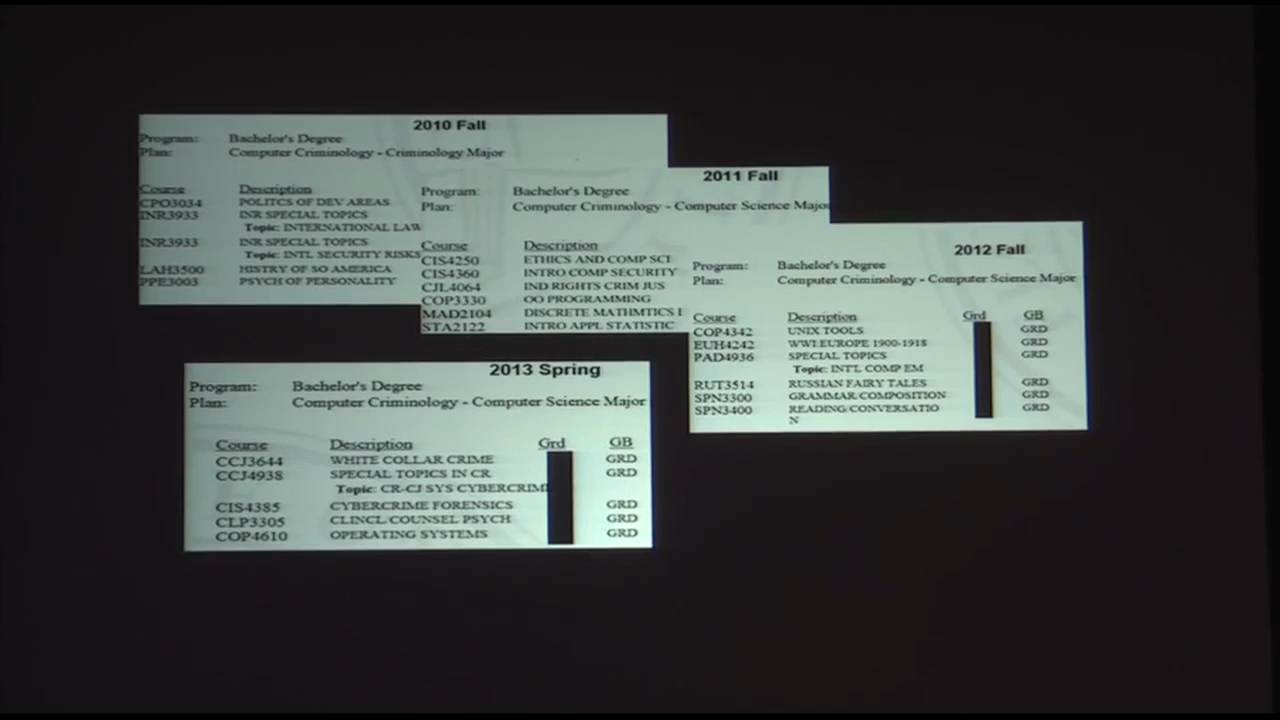 2010 Fall
Program: Bachelor's Degree
Plan: Computer Criminology - Criminology Major
Course Description
CPO3034 POLITCS OF DEV AREAS
INR3933 INR SPECIAL TOPICS
Topic: INTERNATIONAL LAW
INR3933 INR SPECIAL TOPICS
Topic: INTL SECURITY RISKS
LAH3500 HISTRY OF SO AMERICA
PPE3003 PSYCH OF PERSONALITY
2011 Fall
Program: Bachelor's Degree
Plan: Computer Criminology - Computer Science Major
Course Description
CIS4250 ETHICS AND COMP SCI
CIS4360 INTRO COMP SECURITY
CJL4064 IND RIGHTS CRIM JUS
COP3330 OO PROGRAMMING
MAD2104 DISCRETE MATHMTICS I
STA2122 INTRO APPL STATISTIC
2012 Fall
Program: Bachelor's Degree
Plan: Computer Criminology - Computer Science Major
Course Description Grd GB
COP4342 UNIX TOOLS GRD
EUH4242 WWI:EUROPE 1900-1918 GRD
PAD4936 SPECIAL TOPICS GRD
Topic: INT'L COMP EM
RUT3514 RUSSIAN FAIRY TALES GRD
SPN3300 GRAMMAR/COMPOSITION GRD
SPN3400 READING/CONVERSATIO GRD
N
2013 Spring
Program: Bachelor's Degree
Plan: Computer Criminology - Computer Science Major
Course Description Grd GB
CCJ3644 WHITE COLLAR CRIME GRD
CCJ4938 SPECIAL TOPICS IN CR GRD
Topic: CR-CJ SYS CYBERCRIME
CIS4385 CYBERCRIME FORENSICS GRD
CLP3305 CLINCL COUNSEL PSYCH GRD
COP4610 OPERATING SYSTEMS GRD